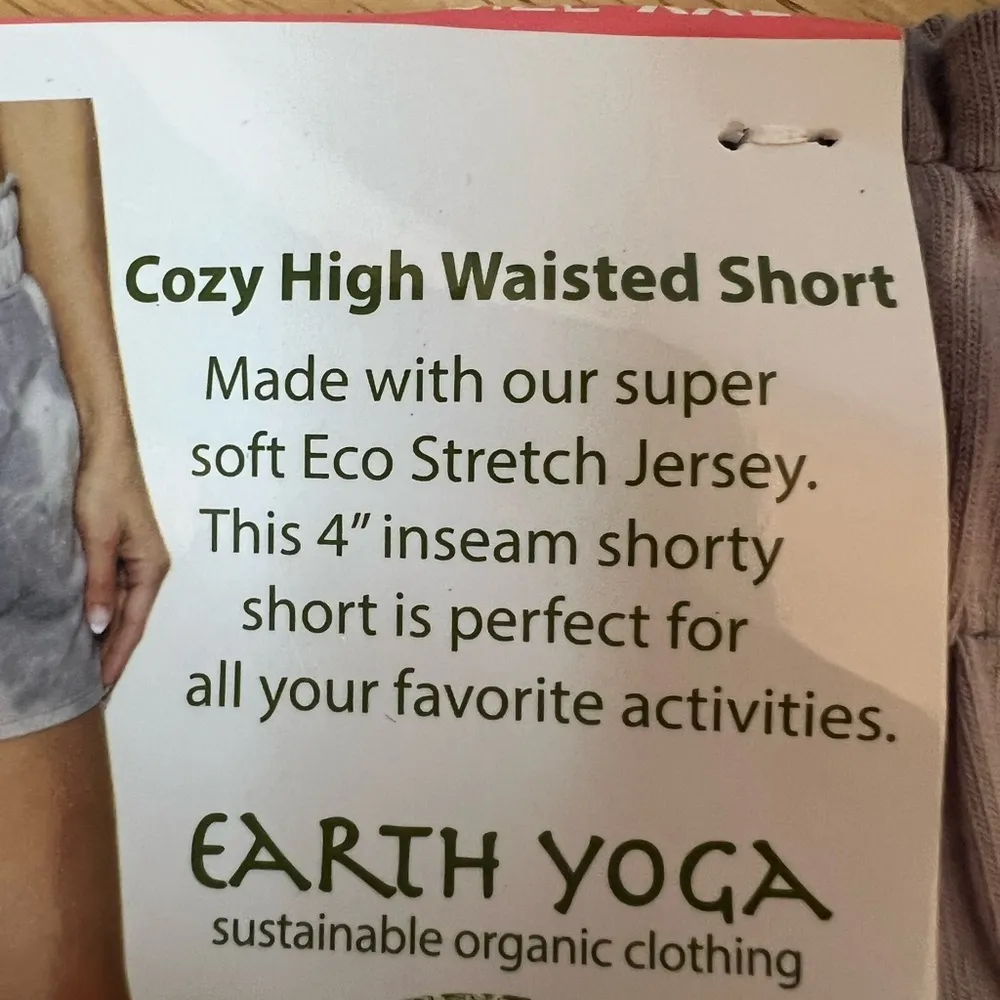 Cozy High Waisted Short
Made with our super
soft Eco Stretch Jersey.
This 4” inseam shorty
short is perfect for
all your favorite activities.
EARTH YOGA
sustainable organic clothing